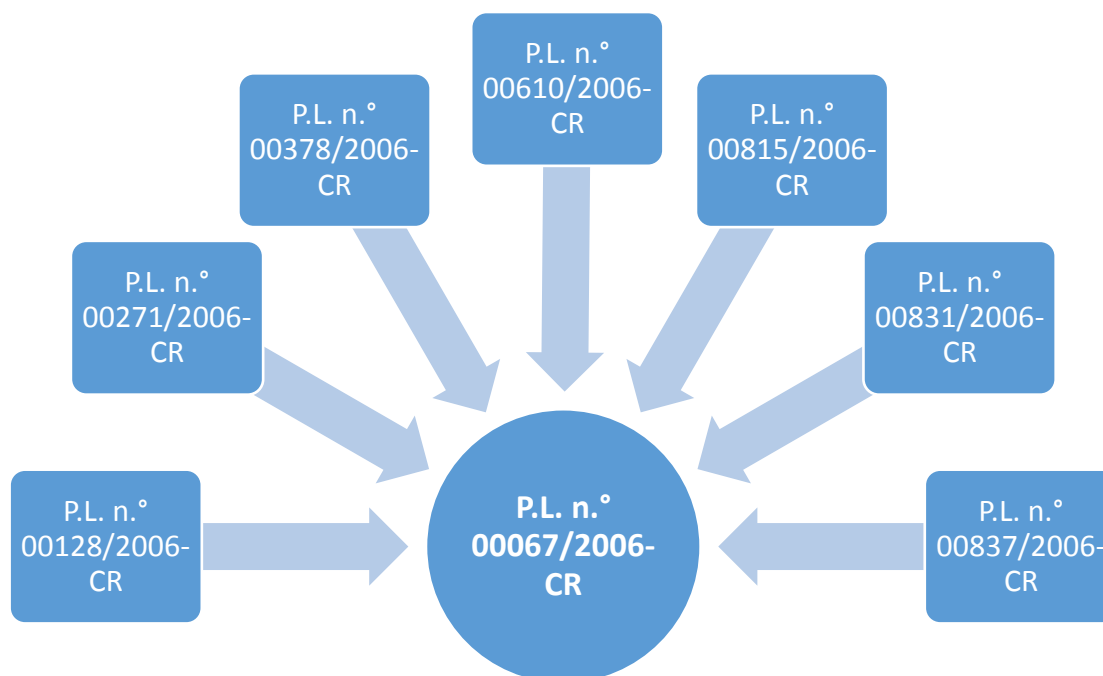 P.L. n.°
00610/2006-
CR
P.L. n.°
00378/2006-
CR
P.L. n.°
00815/2006-
CR
P.L. n.°
00271/2006-
CR
P.L. n.°
00831/2006-
CR
P.L. n.°
00128/2006-
CR
P.L. n.°
00067/2006-
CR
P.L. n.°
00837/2006-
CR